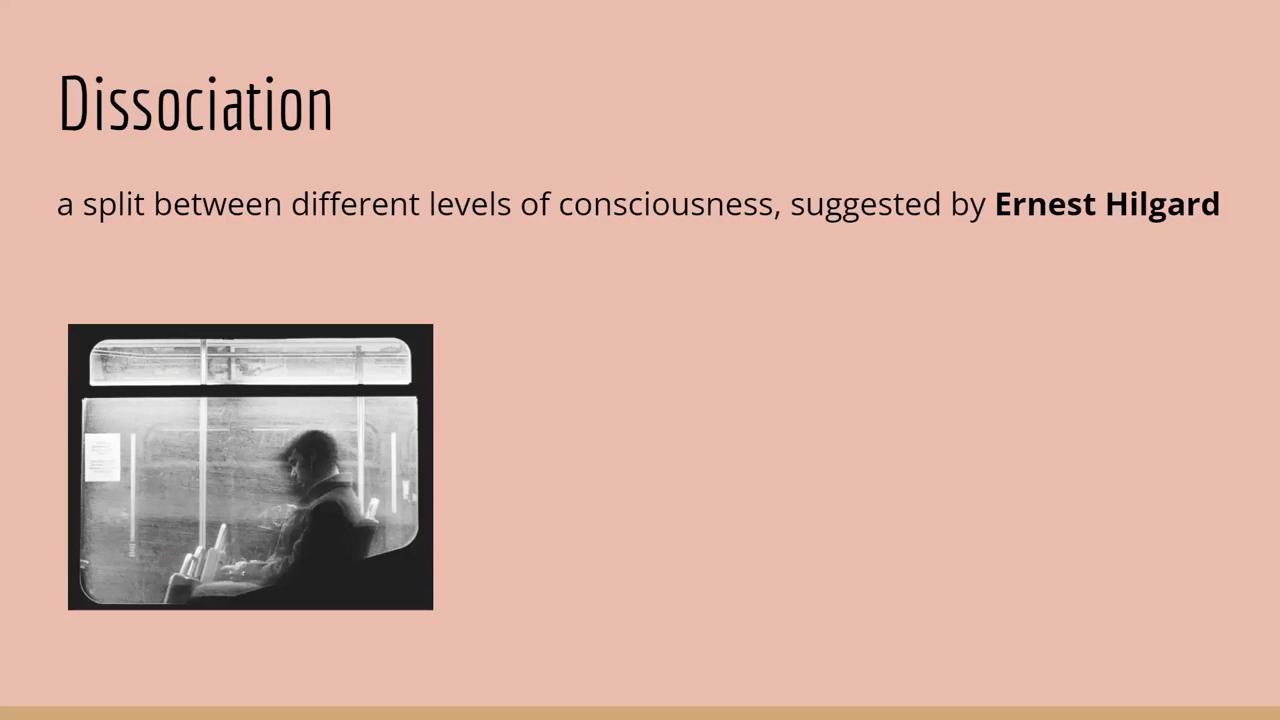 Dissociation
a split between different levels of consciousness, suggested by Ernest Hilgard